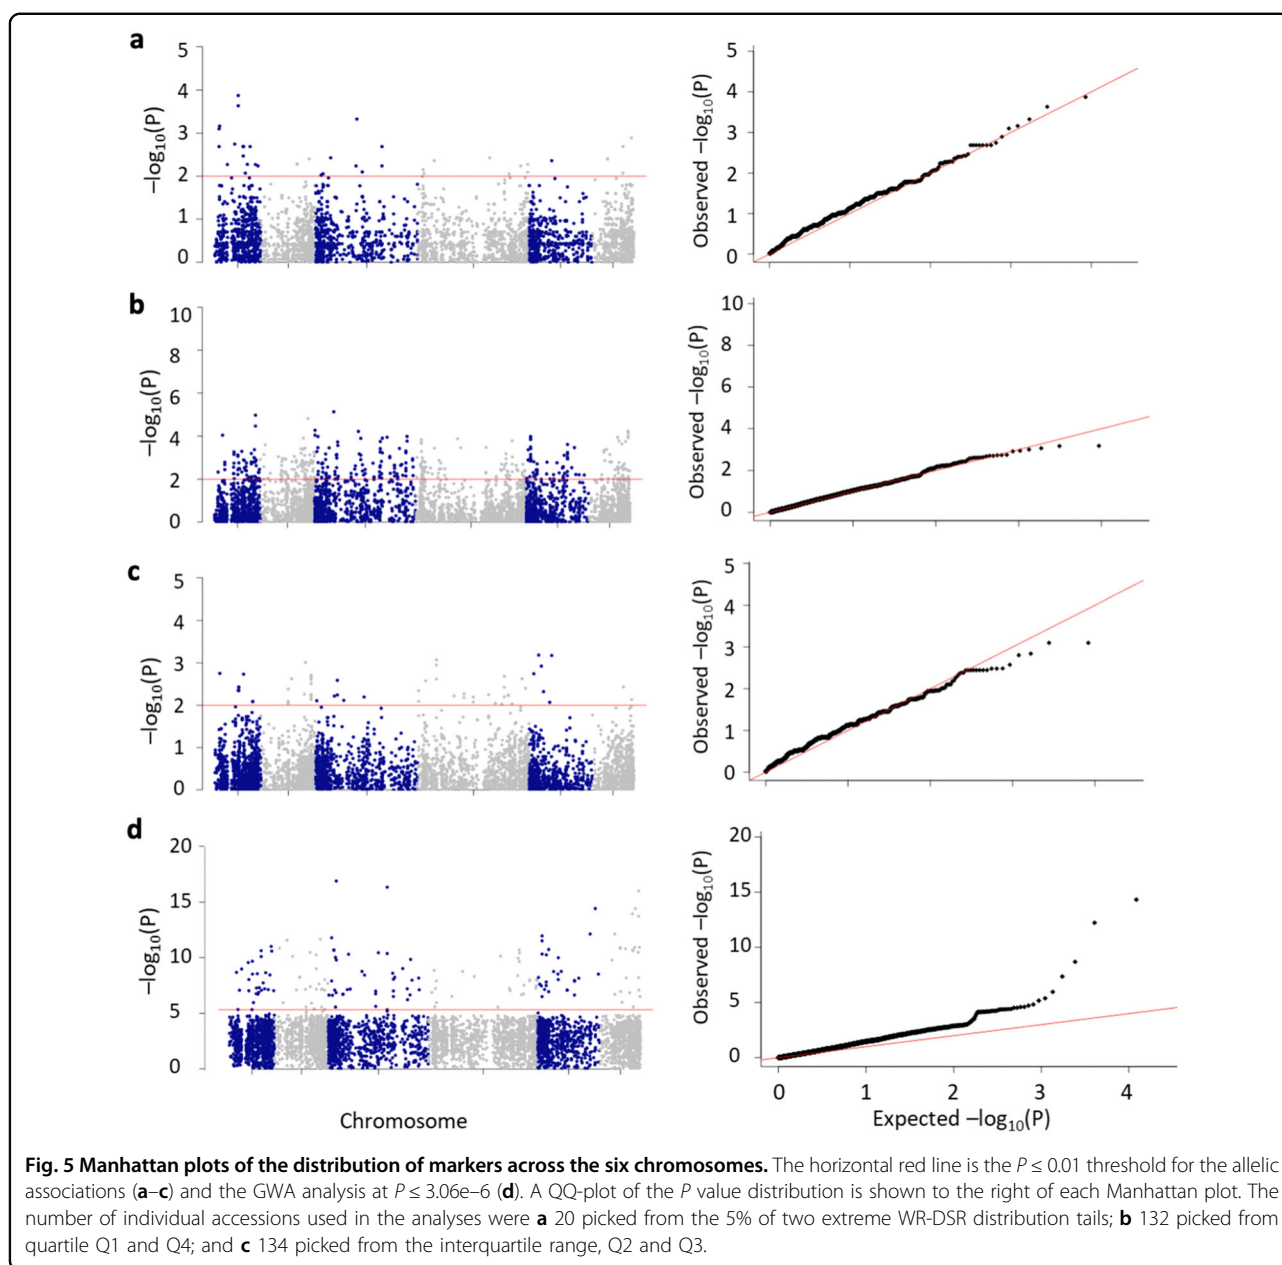 a
5
4
3
2
1
0
−log10(P)
5
4
3
2
1
0
Observed −log10(P)
b
10
8
6
4
2
0
−log10(P)
10
8
6
4
2
0
Observed −log10(P)
c
5
4
3
2
1
0
−log10(P)
5
4
3
2
1
0
Observed −log10(P)
d
20
15
10
5
0
−log10(P)
Chromosome
20
15
10
5
0
Observed −log10(P)
0 1 2 3 4
Expected −log10(P)
Fig. 5 Manhattan plots of the distribution of markers across the six chromosomes. The horizontal red line is the P ≤ 0.01 threshold for the allelic
associations (a–c) and the GWA analysis at P ≤ 3.06e−6 (d). A QQ-plot of the P value distribution is shown to the right of each Manhattan plot. The
number of individual accessions used in the analyses were a 20 picked from the 5% of two extreme WR-DSR distribution tails; b 132 picked from
quartile Q1 and Q4; and c 134 picked from the interquartile range, Q2 and Q3.